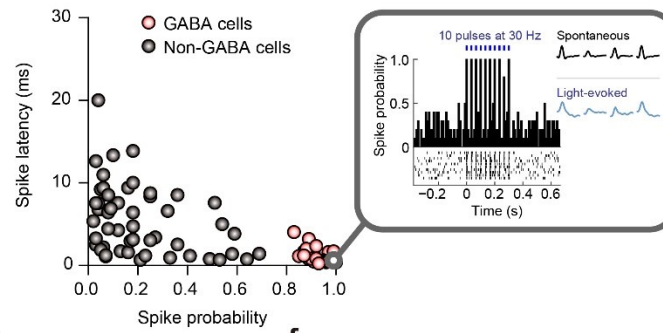 GABA cells
Non-GABA cells
Spike latency (ms)
30
20
10
0
0.0 0.2 0.4 0.6 0.8 1.0
Spike probability
10 pulses at 30 Hz
Spike probability
1.0
0.5
0
−0.2 0 0.2 0.4 0.6
Time (s)
Spontaneous
Light-evoked